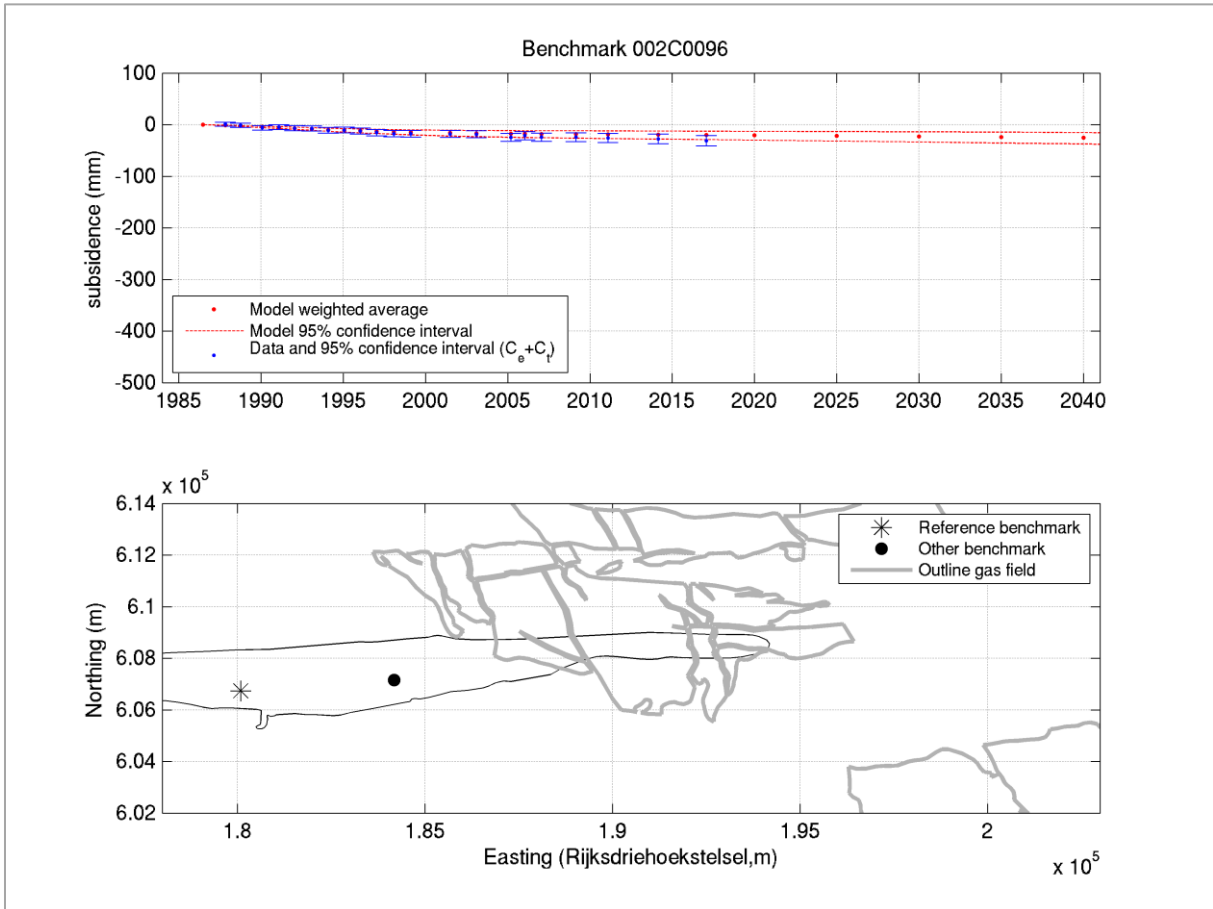 Benchmark 002C0096
subsidence (mm)
100
0
-100
-200
-300
-400
-500
Model weighted average
Model 95% confidence interval
Data and 95% confidence interval (C_e+C_t)
1985 1990 1995 2000 2005 2010 2015 2020 2025 2030 2035 2040
x 10^5
Northing (m)
6.14
6.12
6.1
6.08
6.06
6.04
6.02
Reference benchmark
Other benchmark
Outline gas field
1.8 1.85 1.9 1.95 2
Easting (Rijksdriehoekstelsel,m)
x 10^5